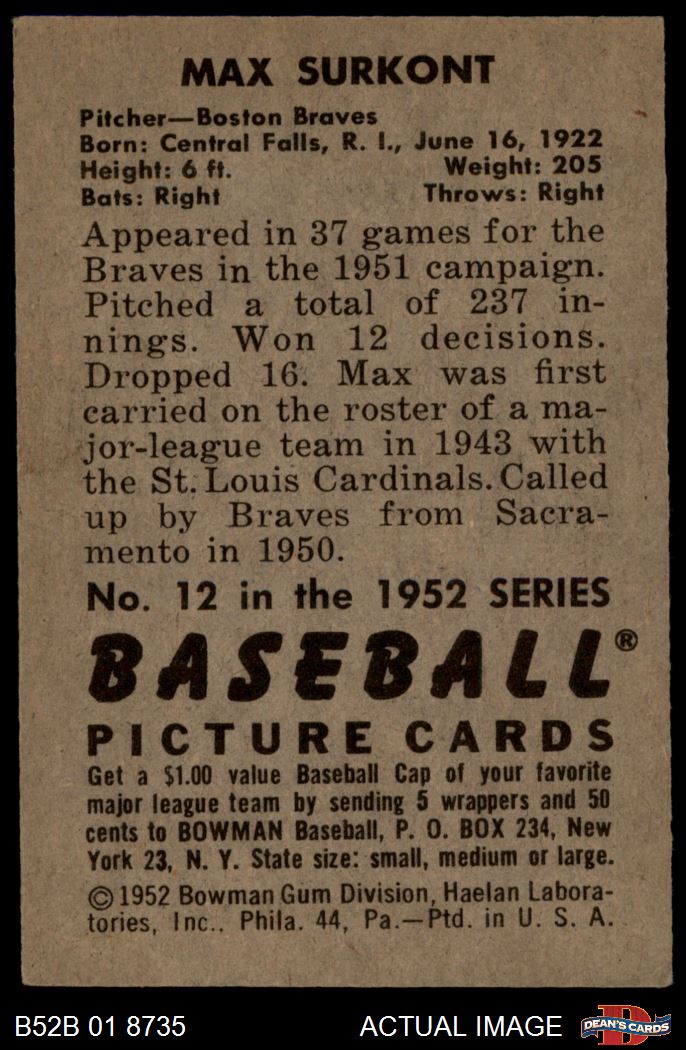 MAX SURKONT
Pitcher—Boston Braves
Born: Central Falls, R. I., June 16, 1922
Height: 6 ft. Weight: 205
Bats: Right Throws: Right
Appeared in 37 games for the
Braves in the 1951 campaign.
Pitched a total of 237 in-
nings. Won 12 decisions.
Dropped 16. Max was first
carried on the roster of a ma-
jor-league team in 1943 with
the St. Louis Cardinals. Called
up by Braves from Sacra-
mento in 1950.
No. 12 in the 1952 SERIES
BASEBALL®
PICTURE CARDS
Get a $1.00 value Baseball Cap of your favorite
major league team by sending 5 wrappers and 50
cents to BOWMAN Baseball, P. O. BOX 234, New
York 23, N. Y. State size: small, medium or large.
© 1952 Bowman Gum Division, Haelan Labora-
tories, Inc.. Phila. 44, Pa.—Ptd. in U. S. A.
B52B 01 8735 ACTUAL IMAGE D DEAN'S CARDS